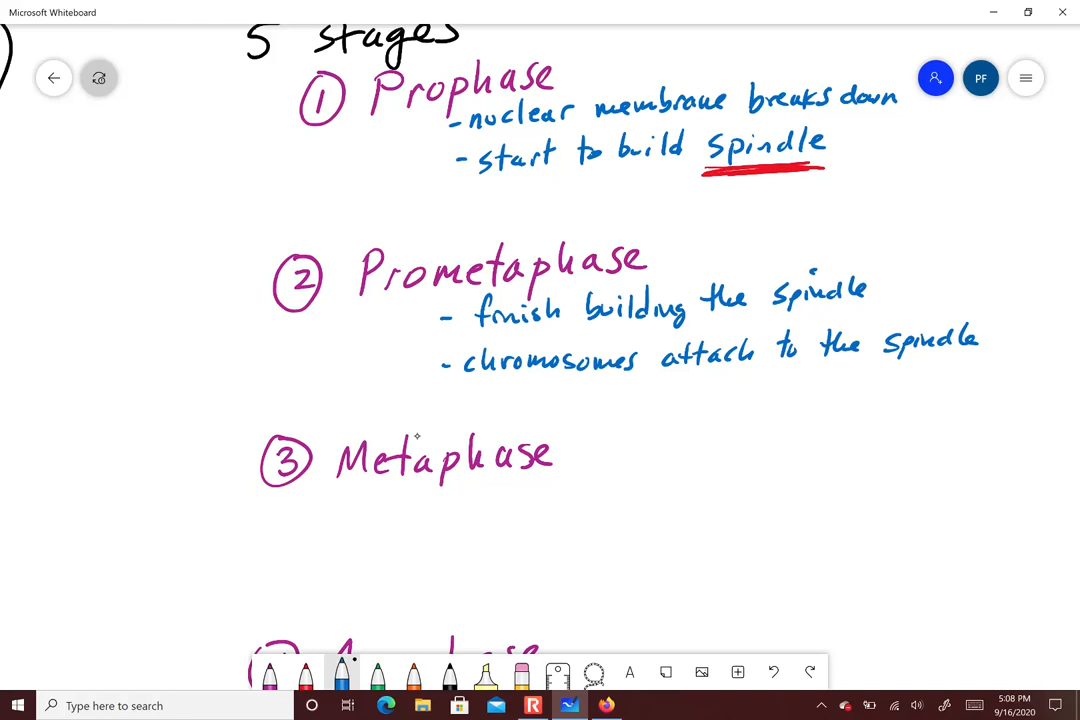 Microsoft Whiteboard
5 stages
① Prophase
- nuclear membrane breaks down
- start to build spindle
PF
② Prometaphase
- finish building the spindle
- chromosomes attach to the spindle
③ Metaphase
Anaphase
A
Type here to search
R
5:08 PM
9/16/2020